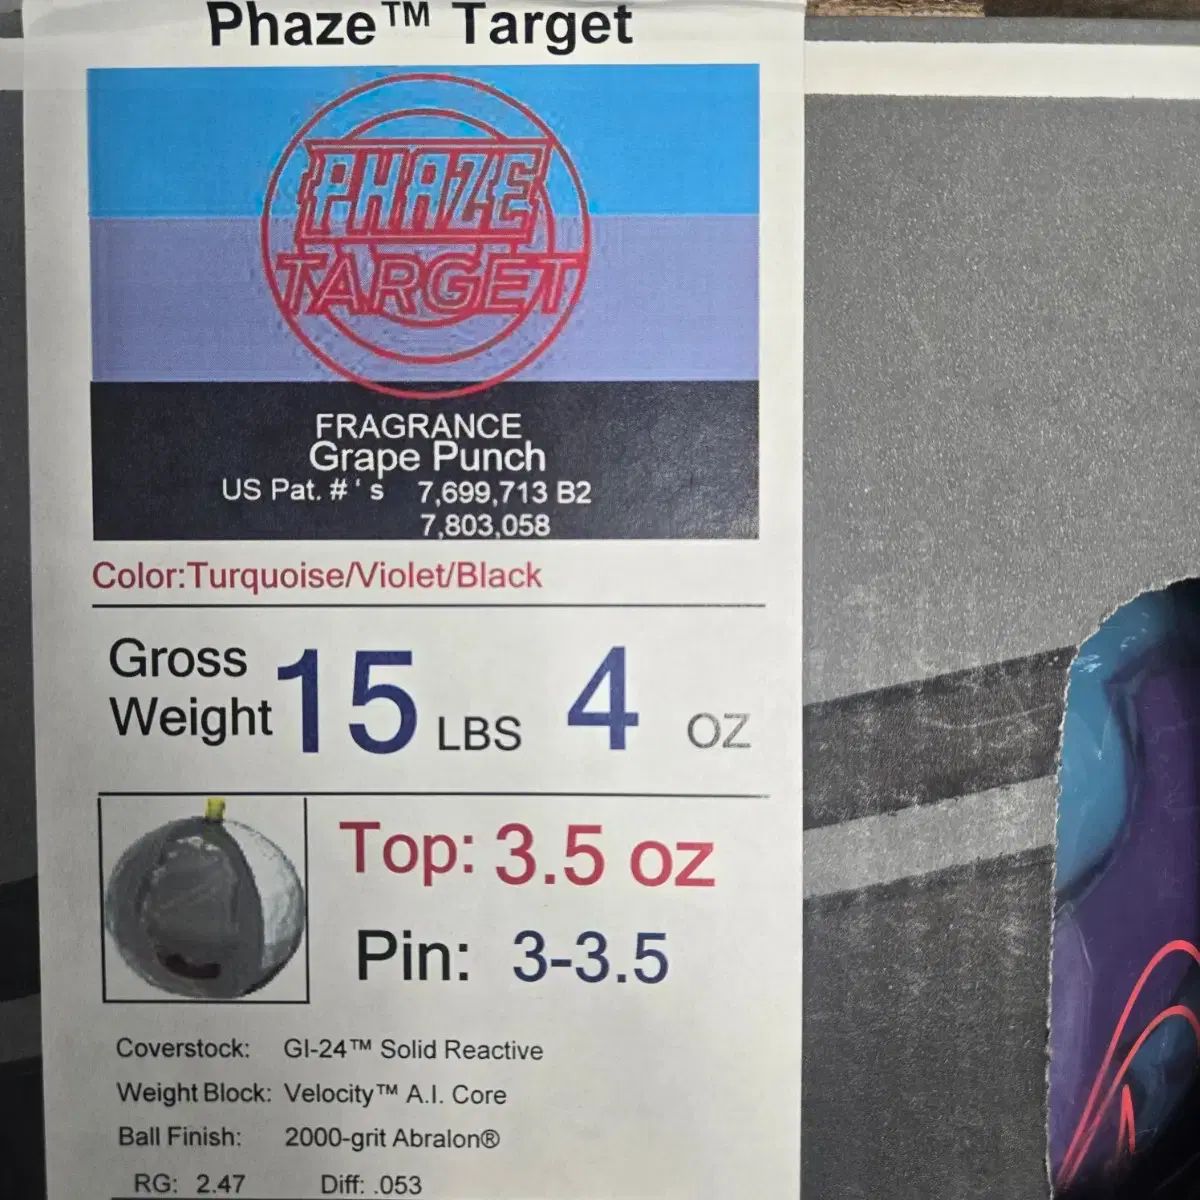 Phaze™ Target
PHAZE
TARGET
FRAGRANCE
Grape Punch
US Pat. # ' s 7,699,713 B2
7,803,058
Color:Turquoise/Violet/Black
Gross
Weight 15 LBS 4 OZ
Top: 3.5 oz
Pin: 3-3.5
Coverstock: GI-24™ Solid Reactive
Weight Block: Velocity™ A.I. Core
Ball Finish: 2000-grit Abralon®
RG: 2.47 Diff: .053